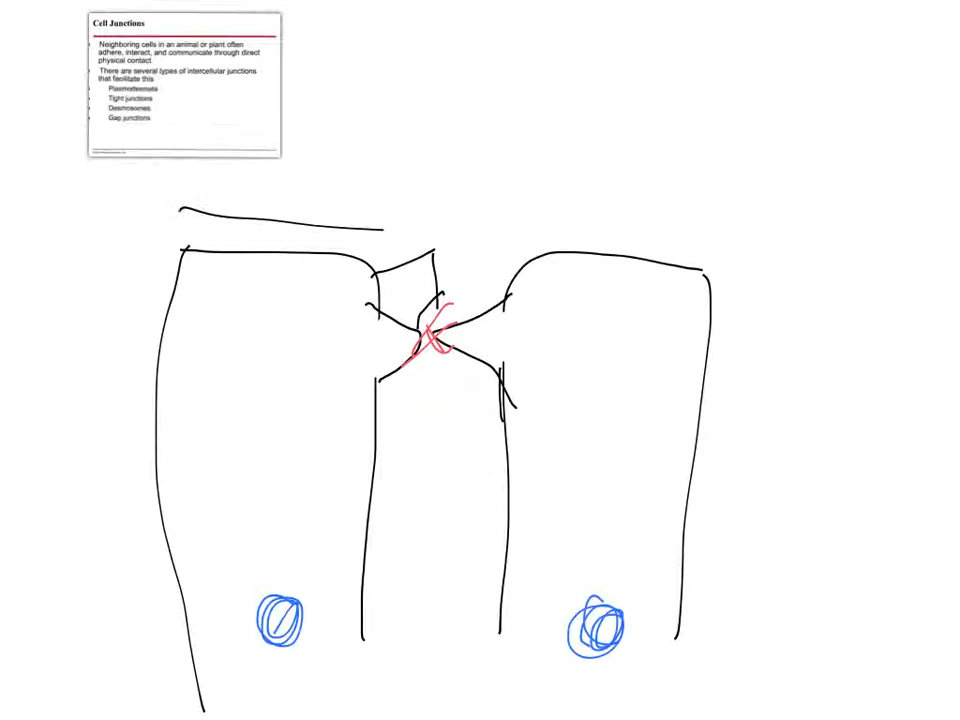 Cell Junctions
Neighboring cells in an animal or plant often
adhere, interact, and communicate through direct
physical contact
There are several types of intercellular junctions
that facilitate this
Plasmodesmata
Tight junctions
Desmosomes
Gap junctions